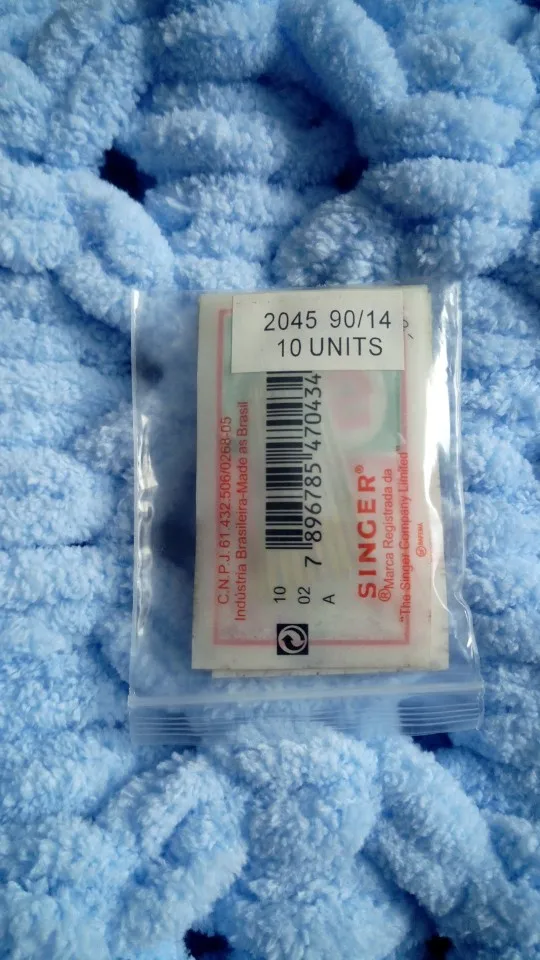 2045 90/14
10 UNITS
C.N.P.J. 61.432.506/0268-05
Indústria Brasileira-Made as Brasil
7 896785 470434
10
02
A
SINGER®
®Marca Registrada da
"The Singer Company Limited"